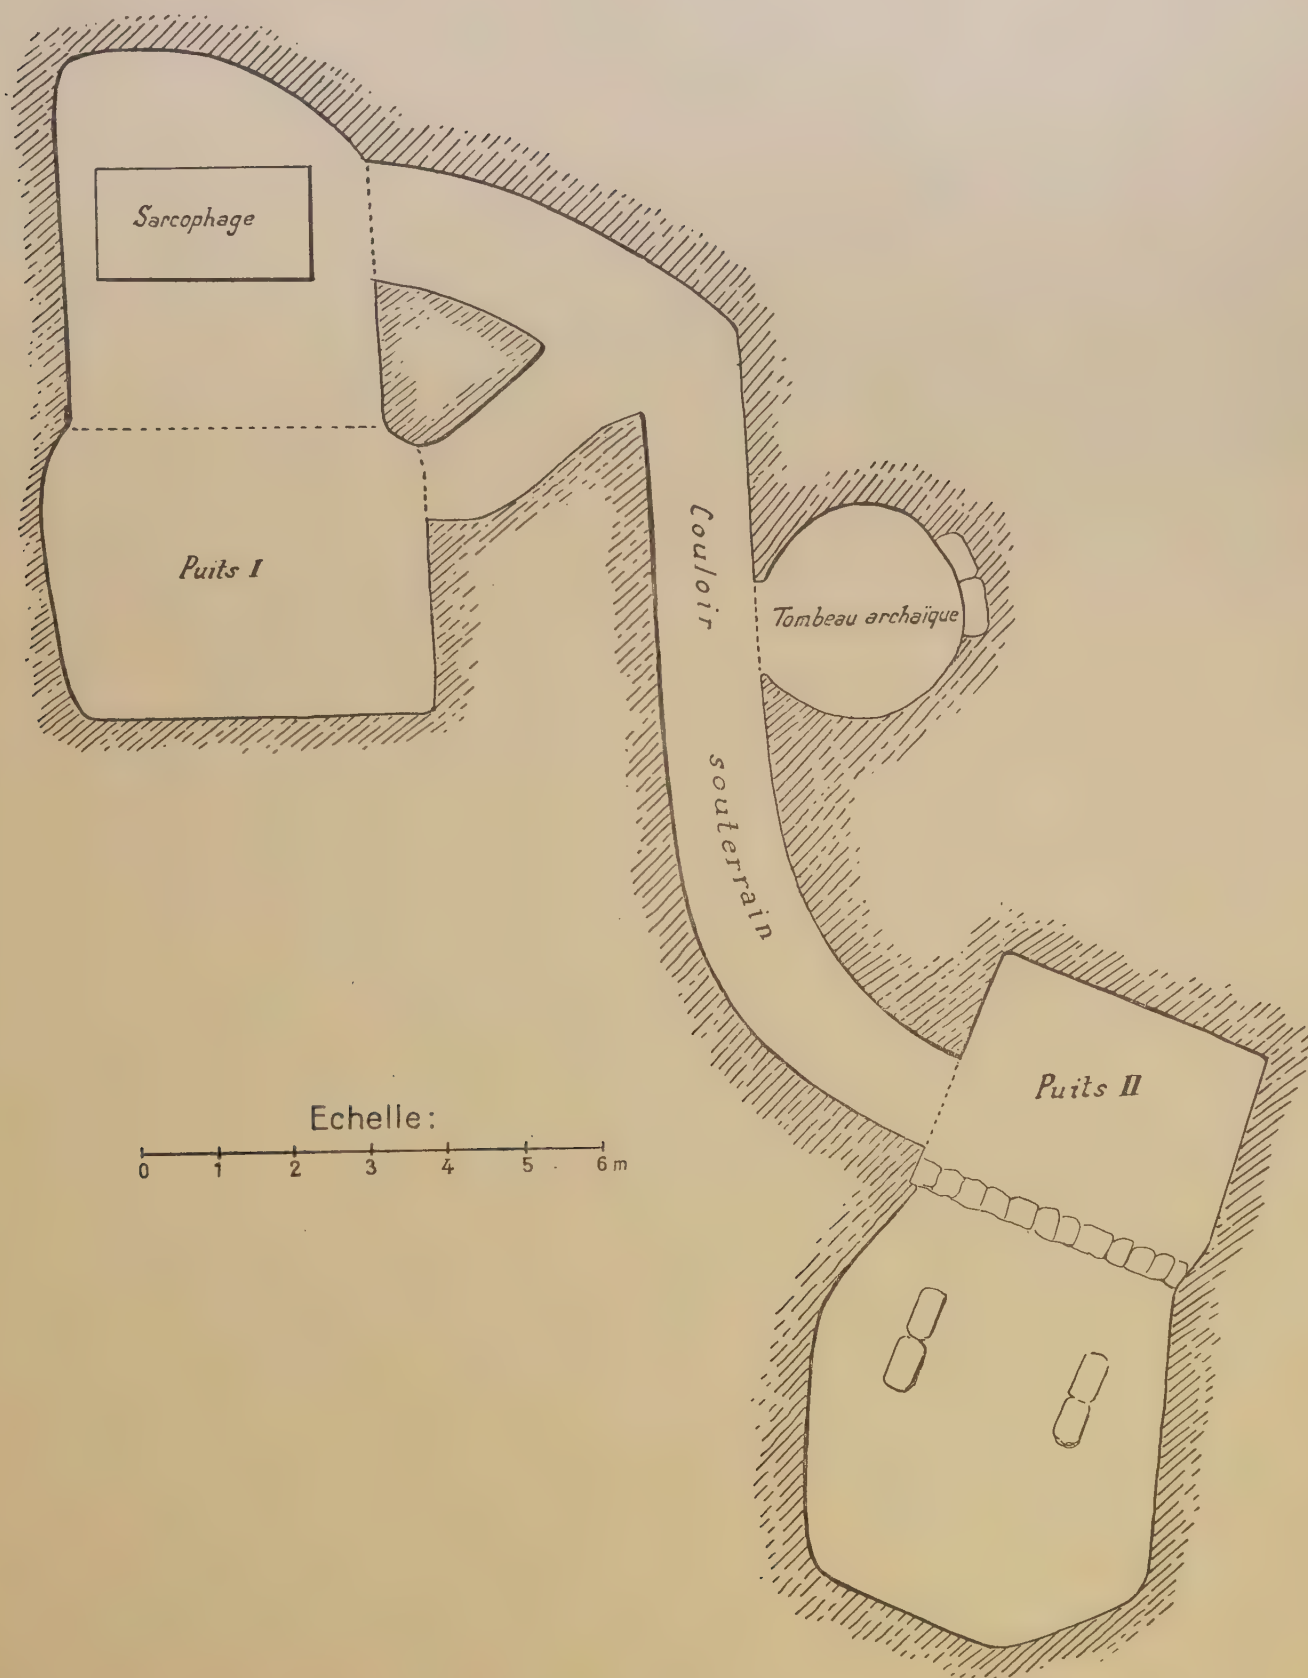 Sarcophage
Puits I
Couloir
souterrain
Tombeau archaïque
Puits II
Echelle:
0 1 2 3 4 5 6 m